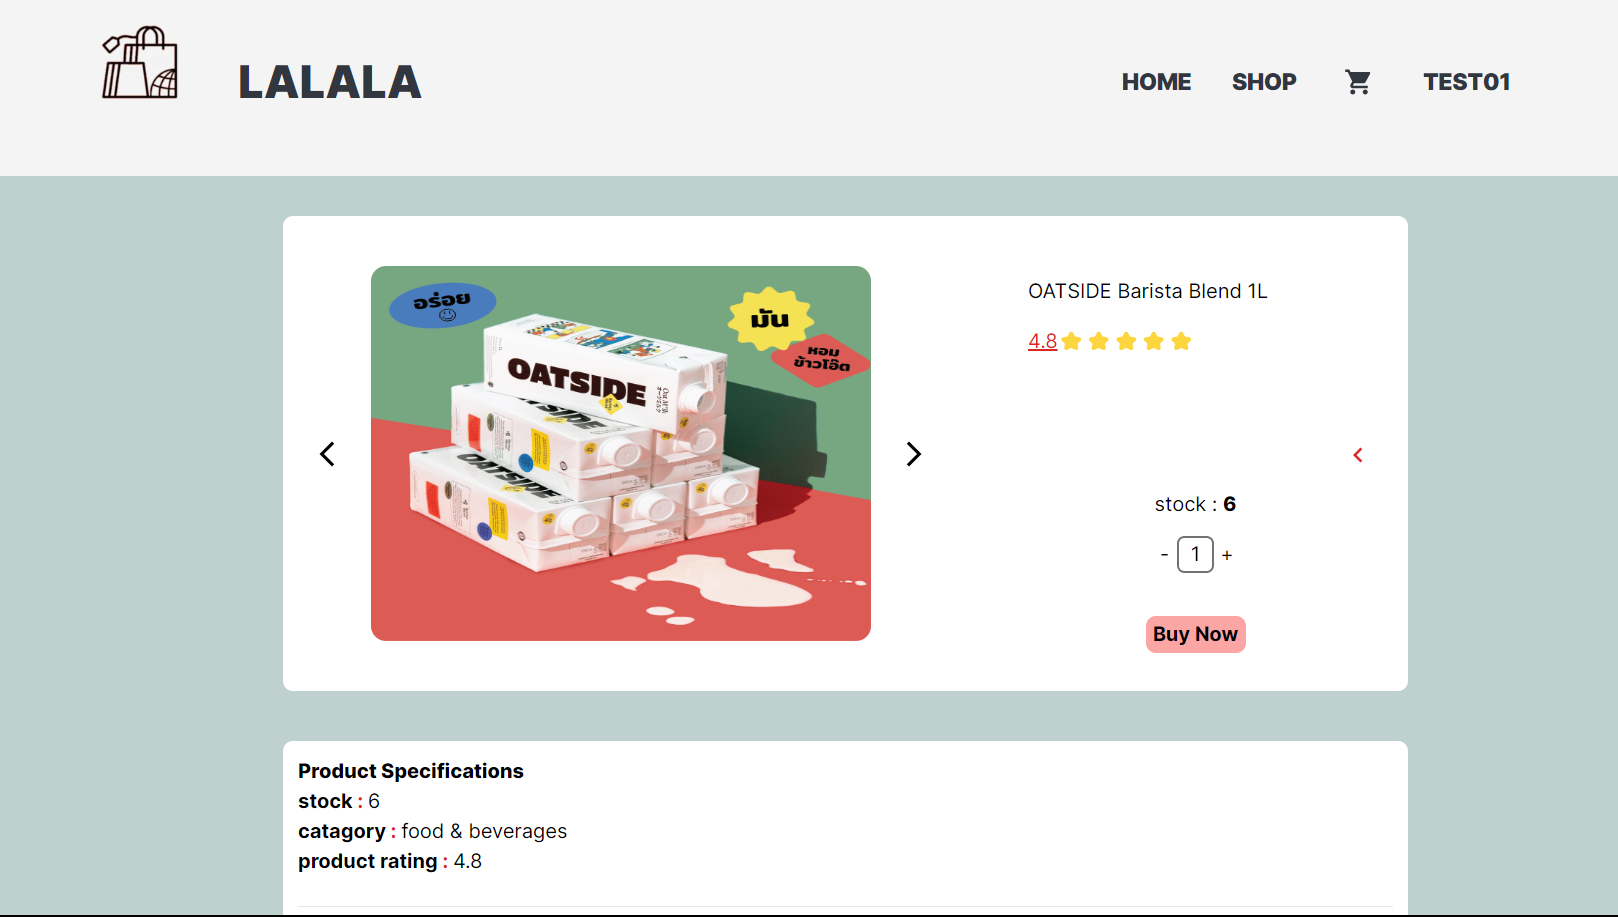 LALALA
HOME SHOP TEST01
อร่อย
มัน
หอม
ข้าวโอ๊ต
OATSIDE
OATSIDE Barista Blend 1L
4.8
stock : 6
- 1 +
Buy Now
Product Specifications
stock : 6
catagory : food & beverages
product rating : 4.8